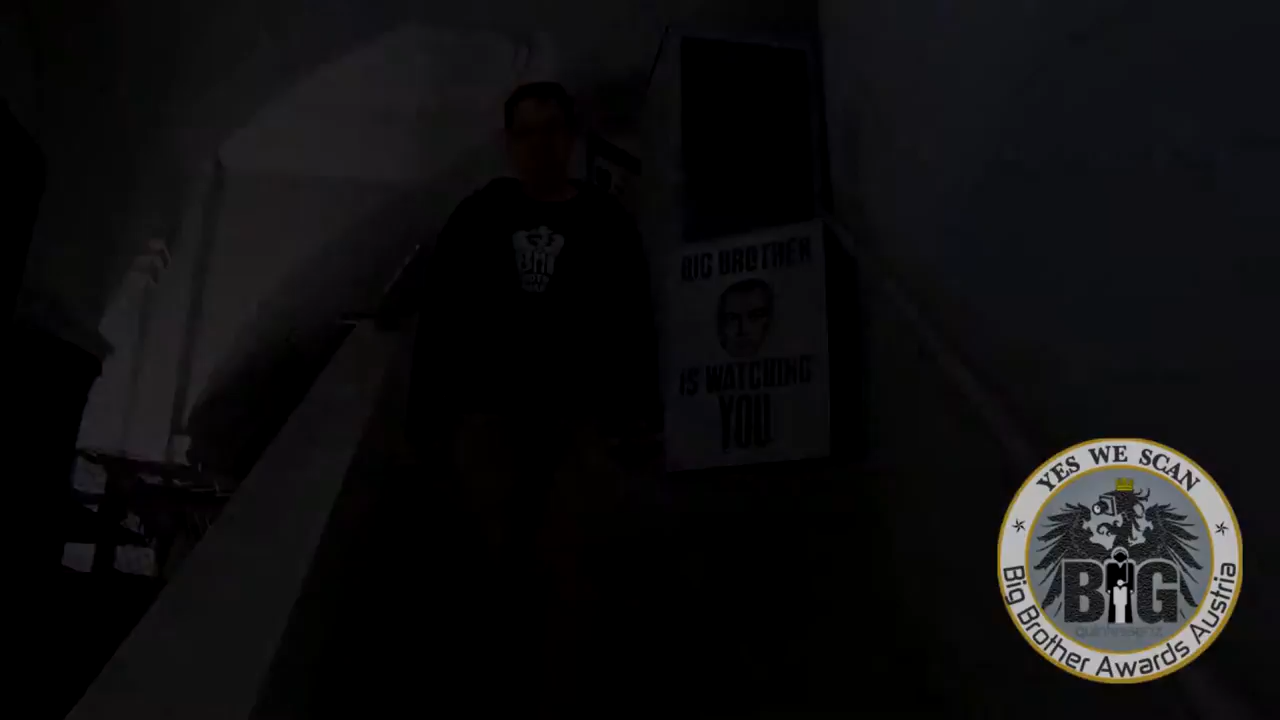 BIG BROTHER
IS WATCHING
YOU
YES WE SCAN
BIG
Big Brother Awards Austria